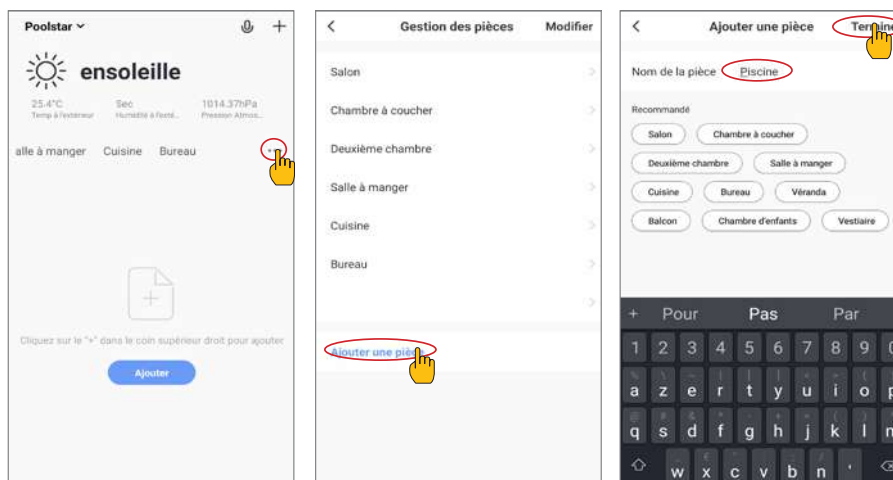 Poolstar
+
ensoleille
25.4°C Sec 1014.37hPa
Temp à l'extérieur Humidité à l'exté... Pression Atmos...
alle à manger Cuisine Bureau
Cliquez sur le "+" dans le coin supérieur droit pour ajouter
Ajouter
< Gestion des pièces Modifier
Salon
Chambre à coucher
Deuxième chambre
Salle à manger
Cuisine
Bureau
Ajouter une pièce
< Ajouter une pièce Termine
Nom de la pièce Piscine
Recommandé
Salon Chambre à coucher
Deuxième chambre Salle à manger
Cuisine Bureau Véranda
Balcon Chambre d'enfants Vestiaire
+ Pour Pas Par
1 2 3 4 5 6 7 8 9 0
a z e r t y u i o p
q s d f g h j k l m
w x c v b n '